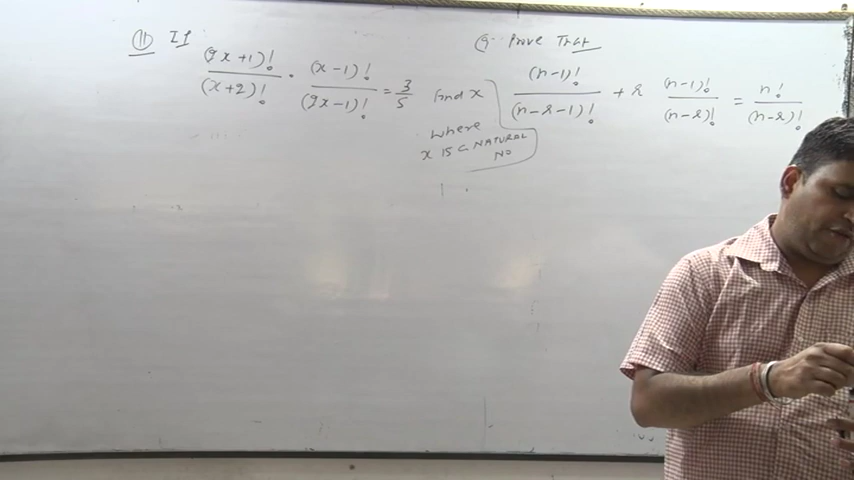 (11) If (2x+1)!/(x+2)! · (x-1)!/(2x-1)! = 3/5 find x
where
x is a NATURAL
NO
Q. Prove That
(n-1)!/(n-r-1)! + r (n-1)!/(n-r)! = n!/(n-r)!